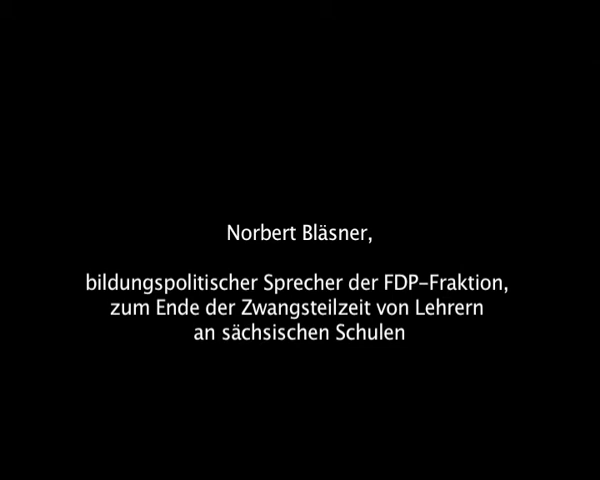 Norbert Bläsner,
bildungspolitischer Sprecher der FDP-Fraktion,
zum Ende der Zwangsteilzeit von Lehrern
an sächsischen Schulen